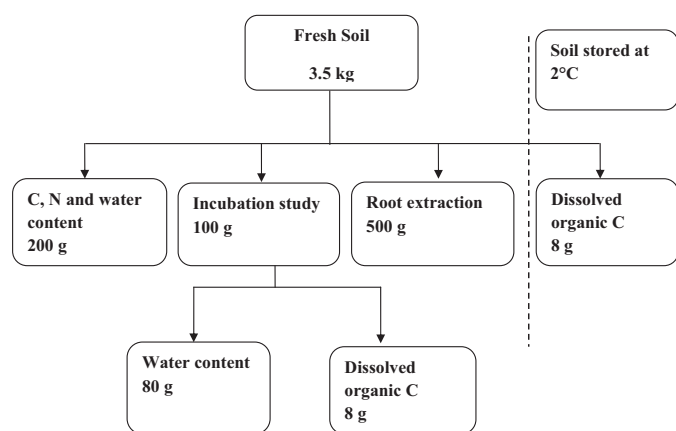 Fresh Soil
3.5 kg
Soil stored at
2°C
C, N and water
content
200 g
Incubation study
100 g
Root extraction
500 g
Dissolved
organic C
8 g
Water content
80 g
Dissolved
organic C
8 g